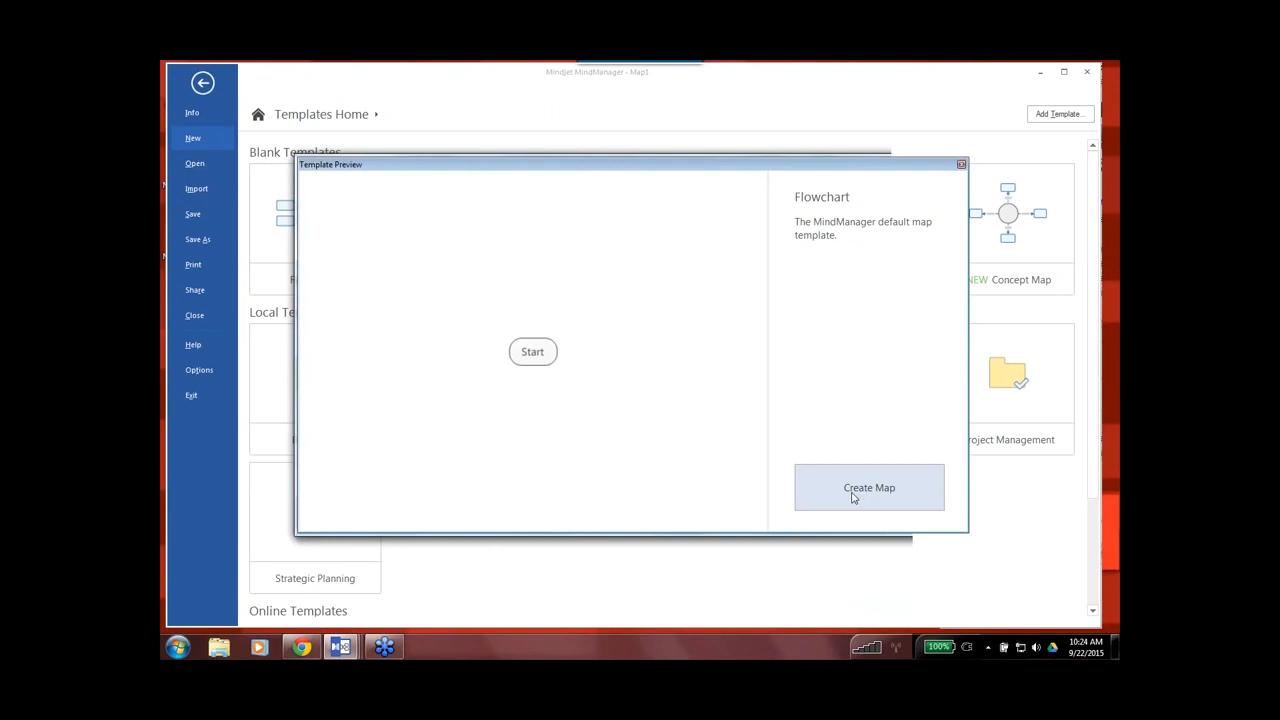 Mindjet MindManager - Map1
Info
New
Open
Import
Save
Save As
Print
Share
Close
Help
Options
Exit
Templates Home
Add Template...
Blank Templates
Template Preview
Start
Flowchart
The MindManager default map
template.
Create Map
NEW Concept Map
Local Te
roject Management
Strategic Planning
Online Templates
100%
10:24 AM
9/22/2015